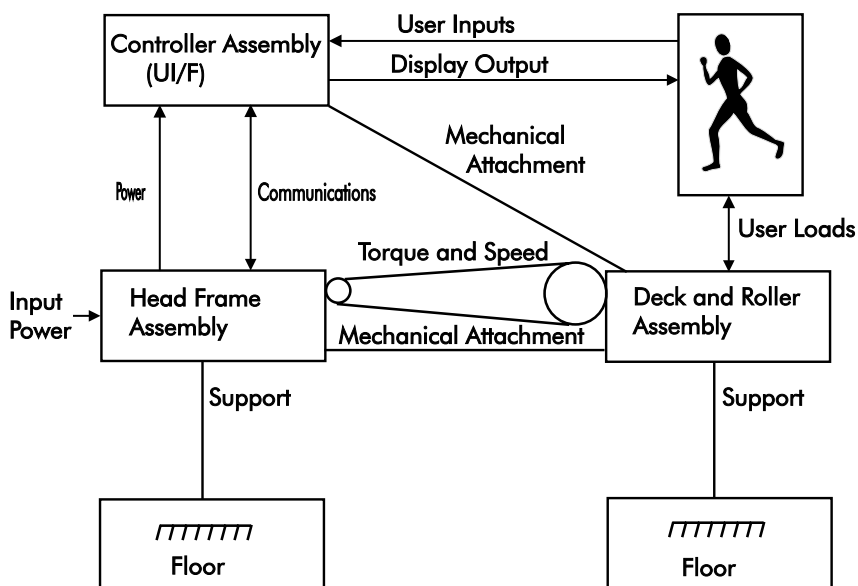 Controller Assembly
(UI/F)
User Inputs
Display Output
Mechanical
Attachment
Power
Communications
User Loads
Torque and Speed
Input
Power
Head Frame
Assembly
Deck and Roller
Assembly
Mechanical Attachment
Support
Support
Floor
Floor